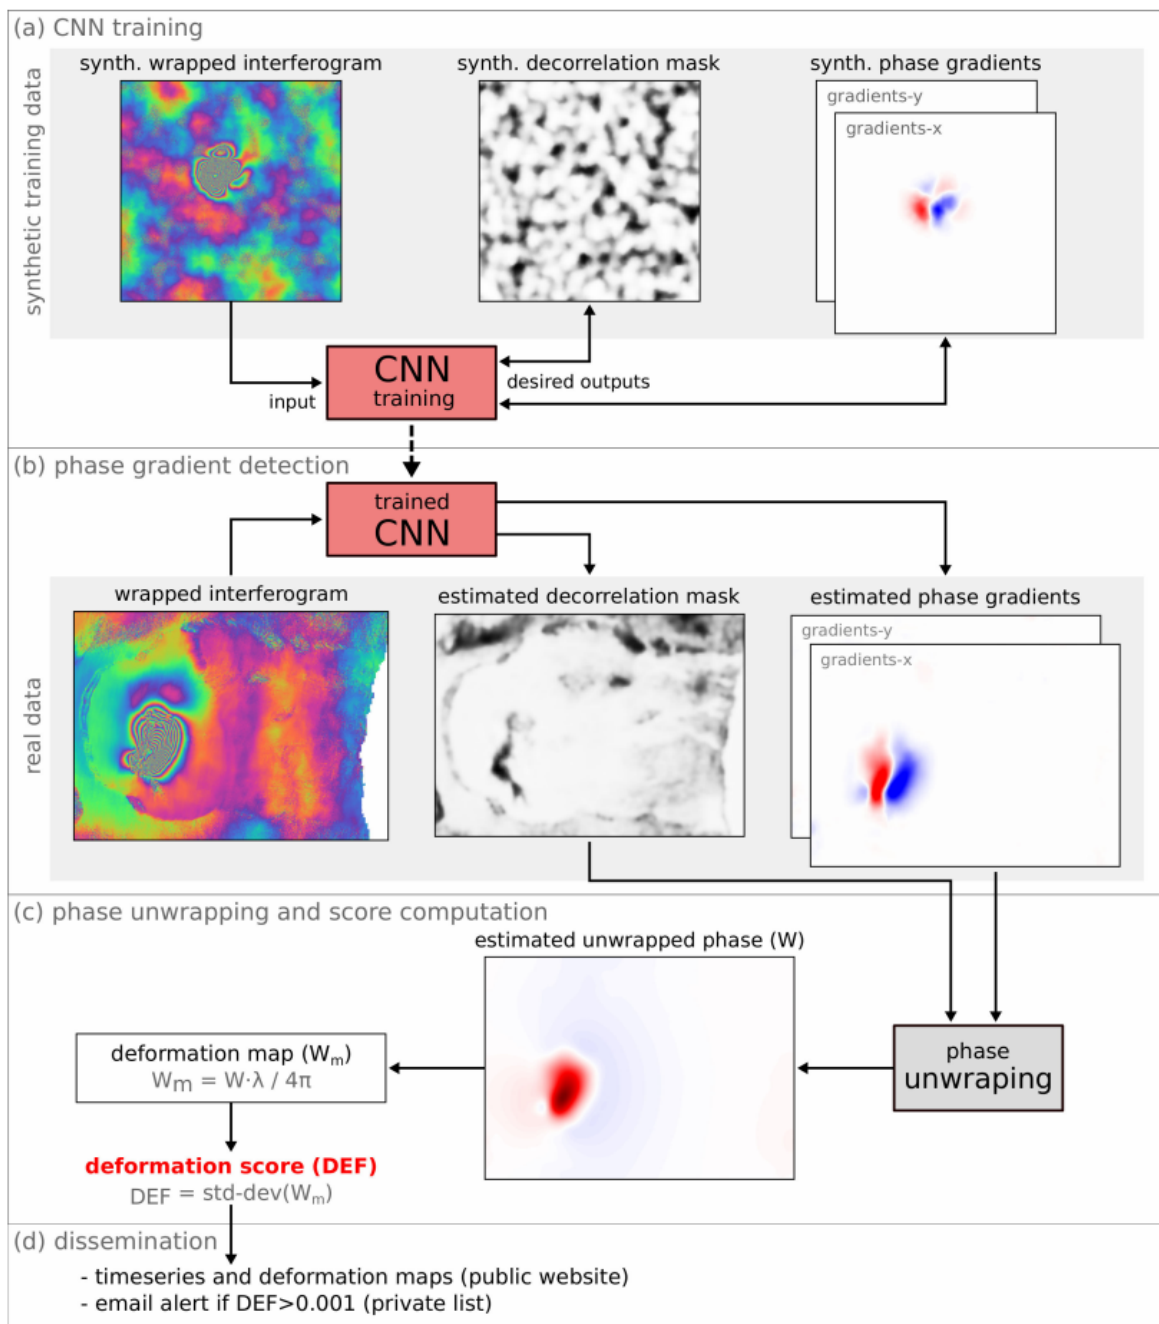 (a) CNN training
synthetic training data
synth. wrapped interferogram
synth. decorrelation mask
synth. phase gradients
gradients-y
gradients-x
CNN
training
input
desired outputs
(b) phase gradient detection
trained
CNN
real data
wrapped interferogram
estimated decorrelation mask
estimated phase gradients
gradients-y
gradients-x
(c) phase unwrapping and score computation
estimated unwrapped phase (W)
phase
unwraping
deformation map (Wm)
Wm = W·λ / 4π
deformation score (DEF)
DEF = std-dev(Wm)
(d) dissemination
- timeseries and deformation maps (public website)
- email alert if DEF>0.001 (private list)